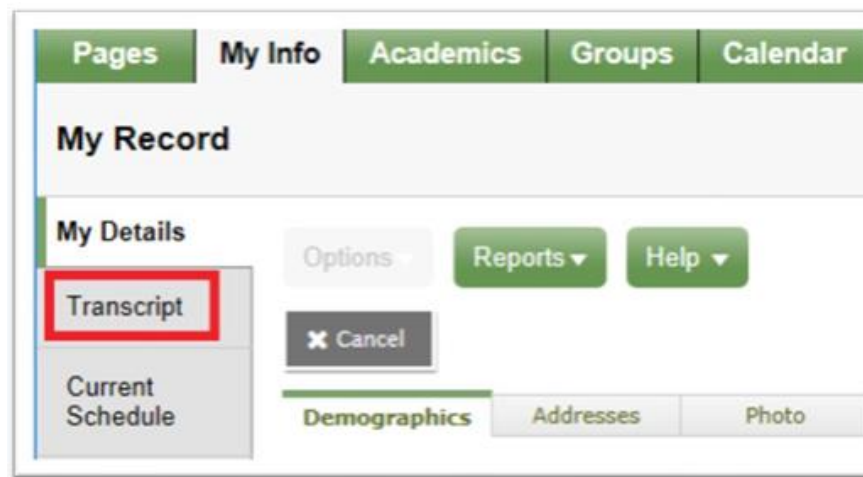 Pages My Info Academics Groups Calendar
My Record
My Details
Options Reports Help
Transcript
Cancel
Current
Schedule
Demographics Addresses Photo